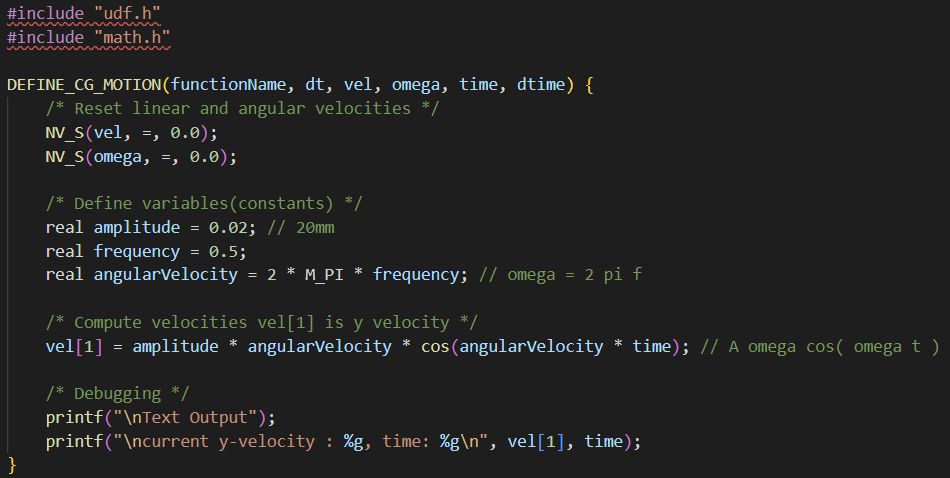 #include "udf.h"
#include "math.h"
DEFINE_CG_MOTION(functionName, dt, vel, omega, time, dtime) {
/* Reset linear and angular velocities */
NV_S(vel, =, 0.0);
NV_S(omega, =, 0.0);
/* Define variables(constants) */
real amplitude = 0.02; // 20mm
real frequency = 0.5;
real angularVelocity = 2 * M_PI * frequency; // omega = 2 pi f
/* Compute velocities vel[1] is y velocity */
vel[1] = amplitude * angularVelocity * cos(angularVelocity * time); // A omega cos( omega t )
/* Debugging */
printf("\nText Output");
printf("\ncurrent y-velocity : %g, time: %g\n", vel[1], time);
}